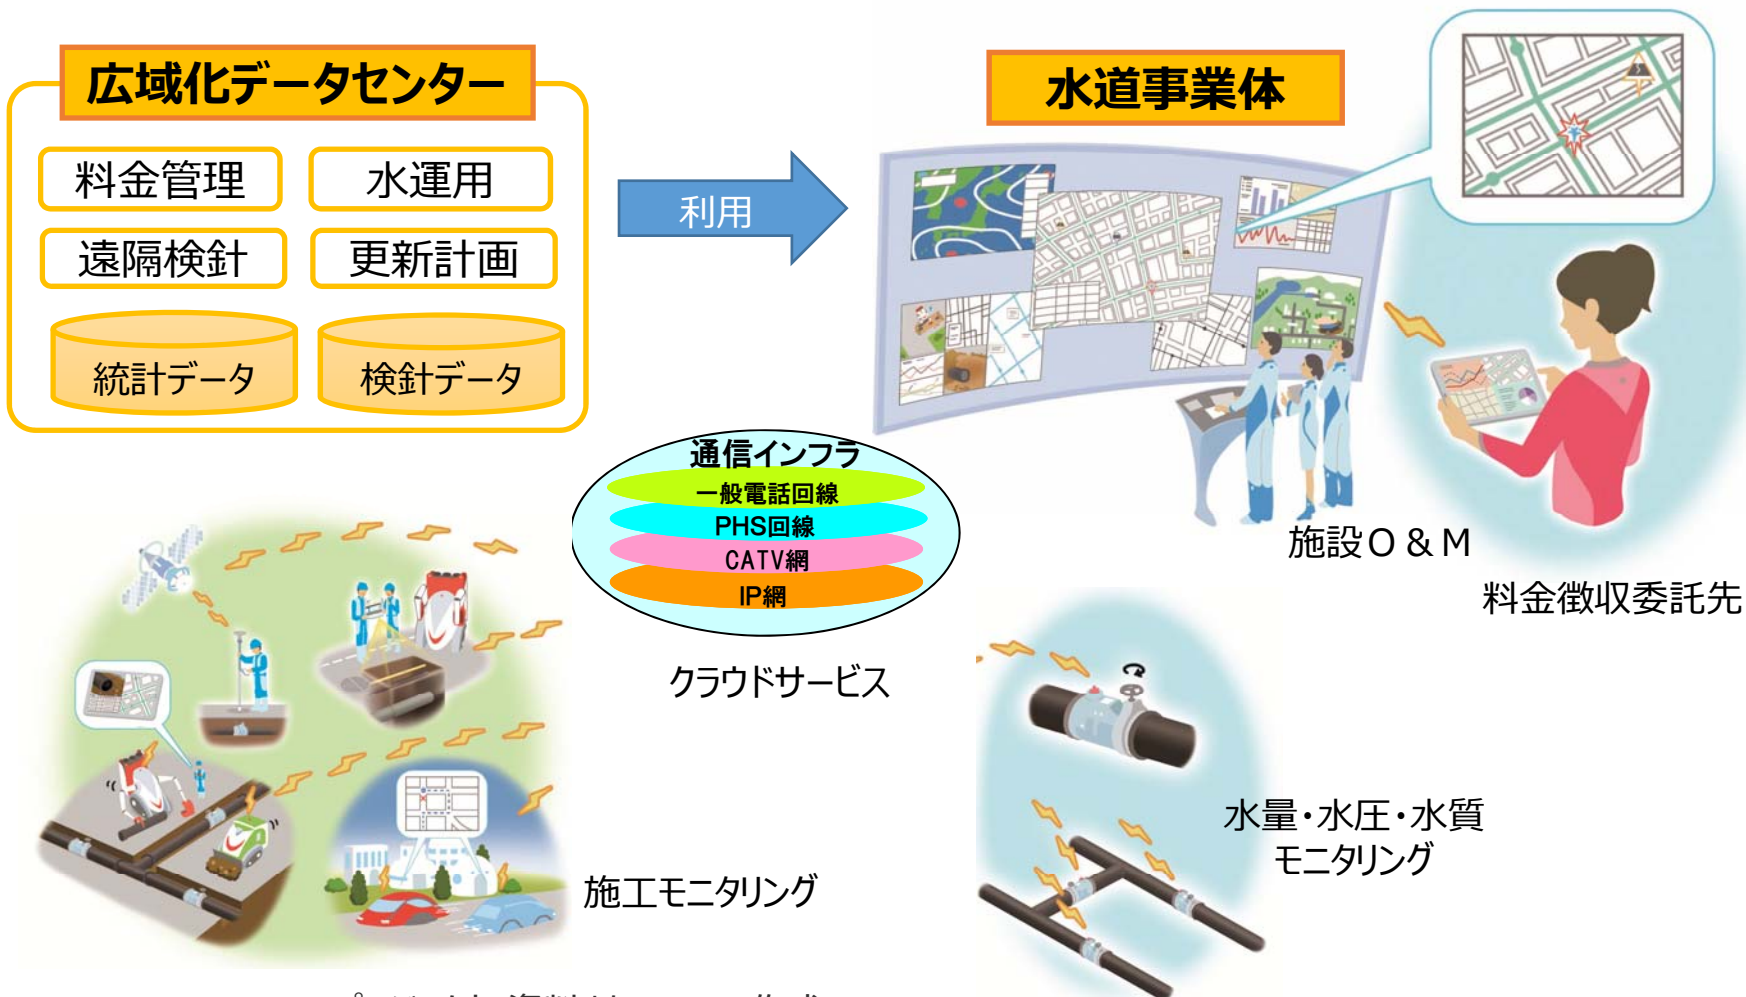 広域化データセンター
料金管理
水運用
遠隔検針
更新計画
統計データ
検針データ
利用
水道事業体
施設O&M
料金徴収委託先
通信インフラ
一般電話回線
PHS回線
CATV網
IP網
クラウドサービス
水量・水圧・水質
モニタリング
施工モニタリング